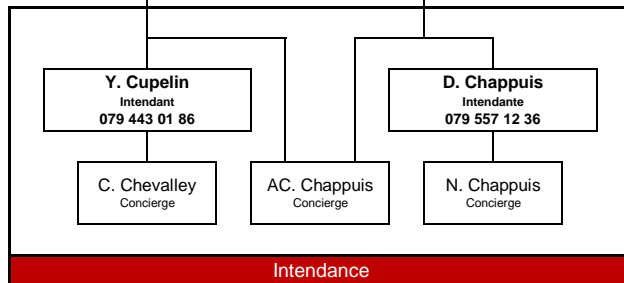 Y. Cupelin
Intendant
079 443 01 86
D. Chappuis
Intendante
079 557 12 36
C. Chevalley
Concierge
AC. Chappuis
Concierge
N. Chappuis
Concierge
Intendance